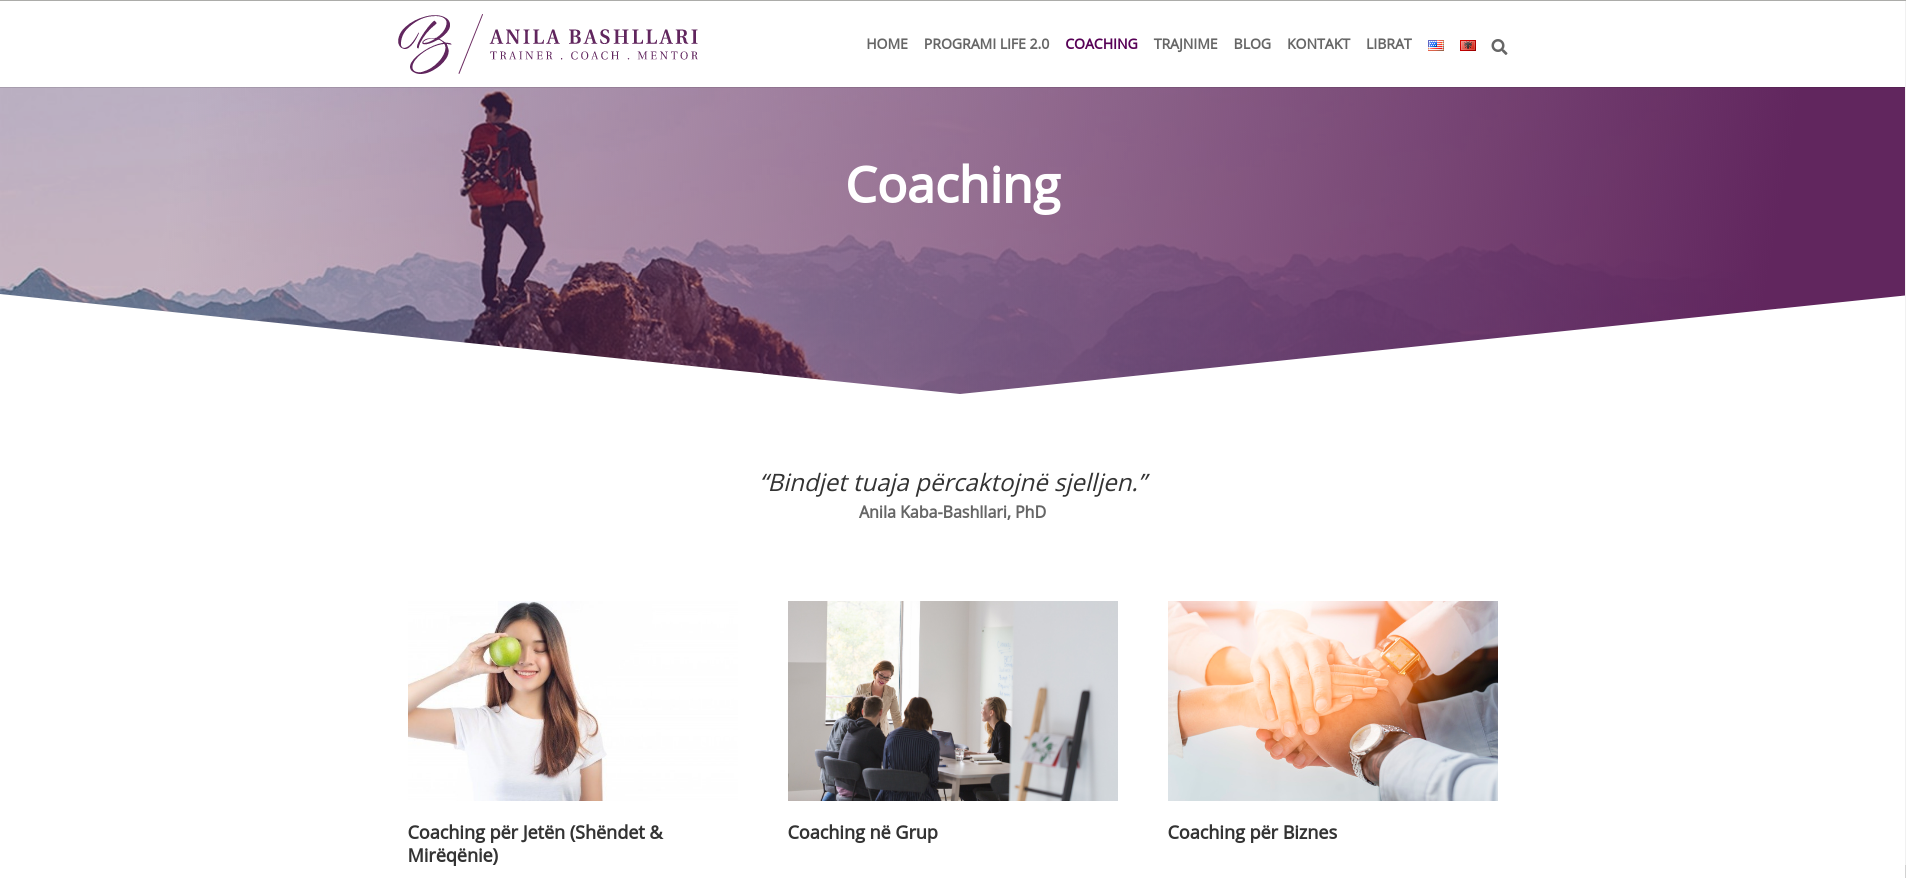 ANILA BASHLLARI
TRAINER . COACH . MENTOR
HOME PROGRAMI LIFE 2.0 COACHING TRAJNIME BLOG KONTAKT LIBRAT
Coaching
“Bindjet tuaja përcaktojnë sjelljen.”
Anila Kaba-Bashllari, PhD
Coaching për Jetën (Shëndet &
Mirëqënie)
Coaching në Grup
Coaching për Biznes